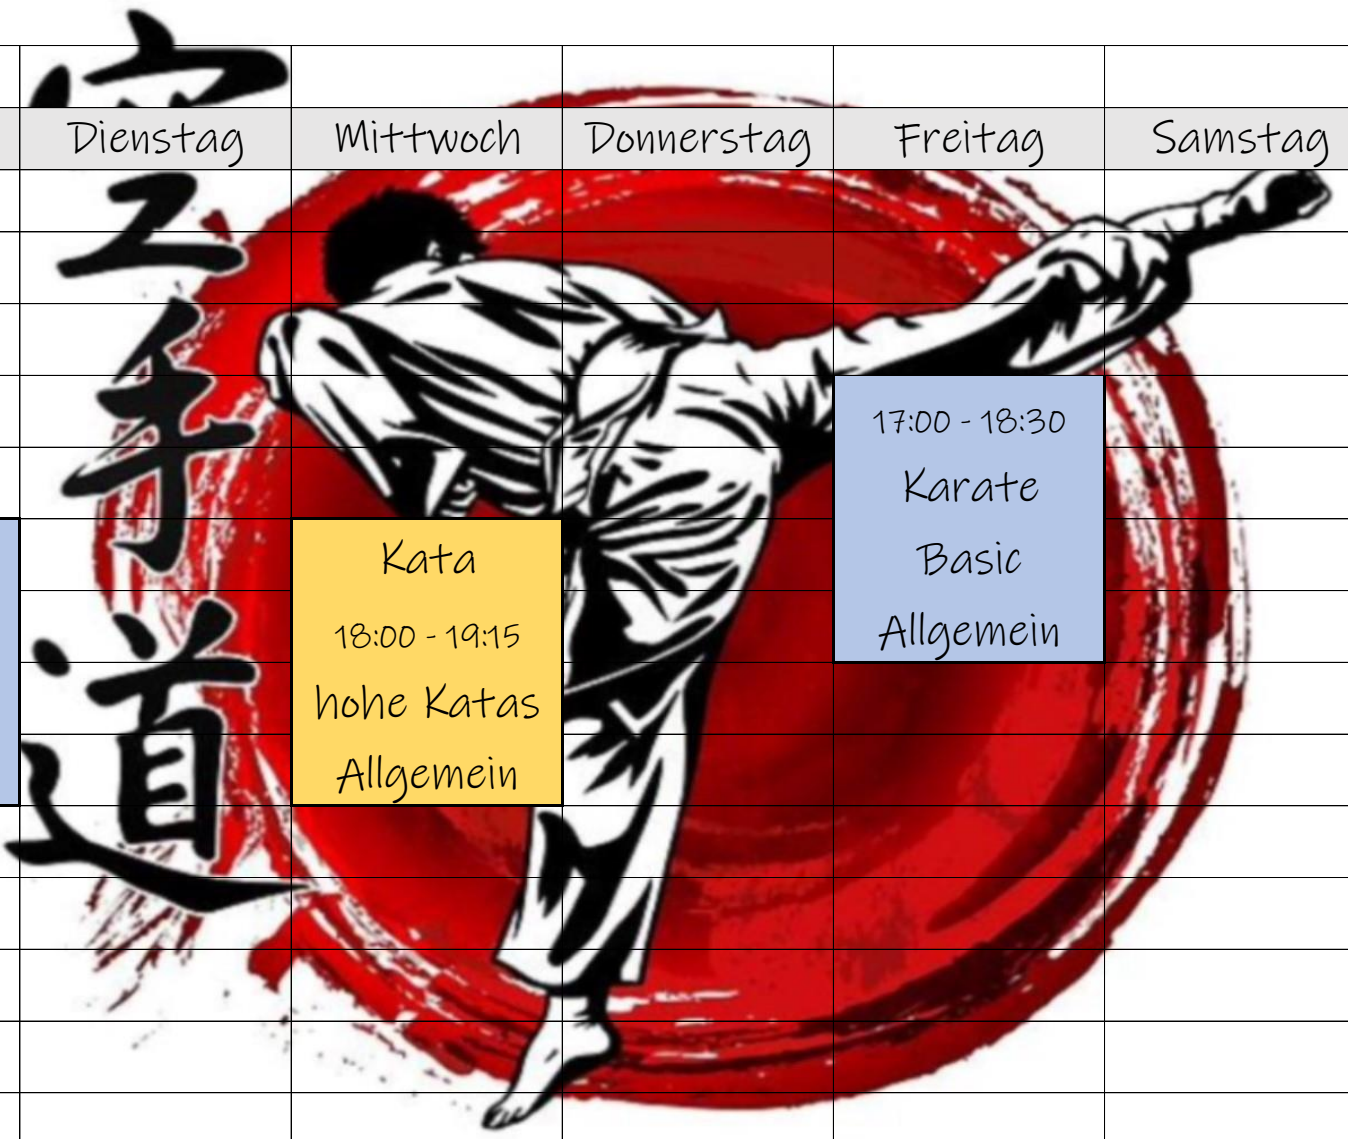 空手道
Dienstag Mittwoch Donnerstag Freitag Samstag
17:00 - 18:30
Karate
Basic
Allgemein
Kata
18:00 - 19:15
hohe Katas
Allgemein